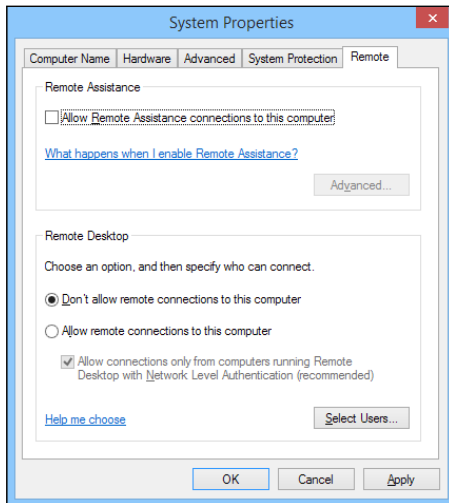 System Properties
Computer Name
Hardware
Advanced
System Protection
Remote
Remote Assistance
Allow Remote Assistance connections to this computer
What happens when I enable Remote Assistance?
Advanced...
Remote Desktop
Choose an option, and then specify who can connect.
Don't allow remote connections to this computer
Allow remote connections to this computer
Allow connections only from computers running Remote
Desktop with Network Level Authentication (recommended)
Help me choose
Select Users...
OK
Cancel
Apply